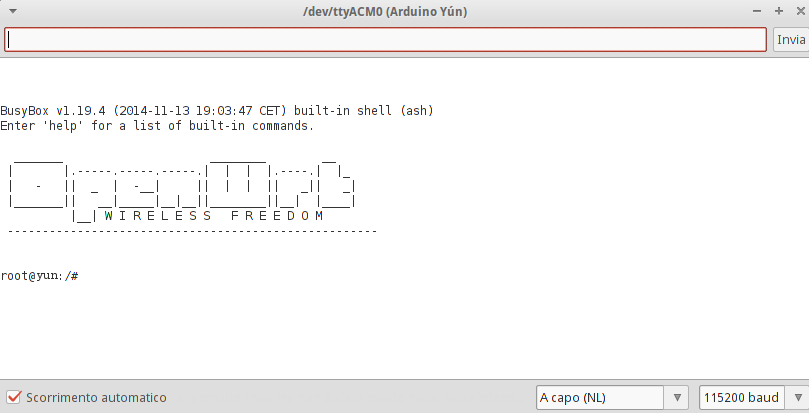 /dev/ttyACM0 (Arduino Yún)
Invia
BusyBox v1.19.4 (2014-11-13 19:03:47 CET) built-in shell (ash)
Enter 'help' for a list of built-in commands.
OpenWrt
W I R E L E S S   F R E E D O M
root@yun:/#
Scorrimento automatico
A capo (NL)
115200 baud